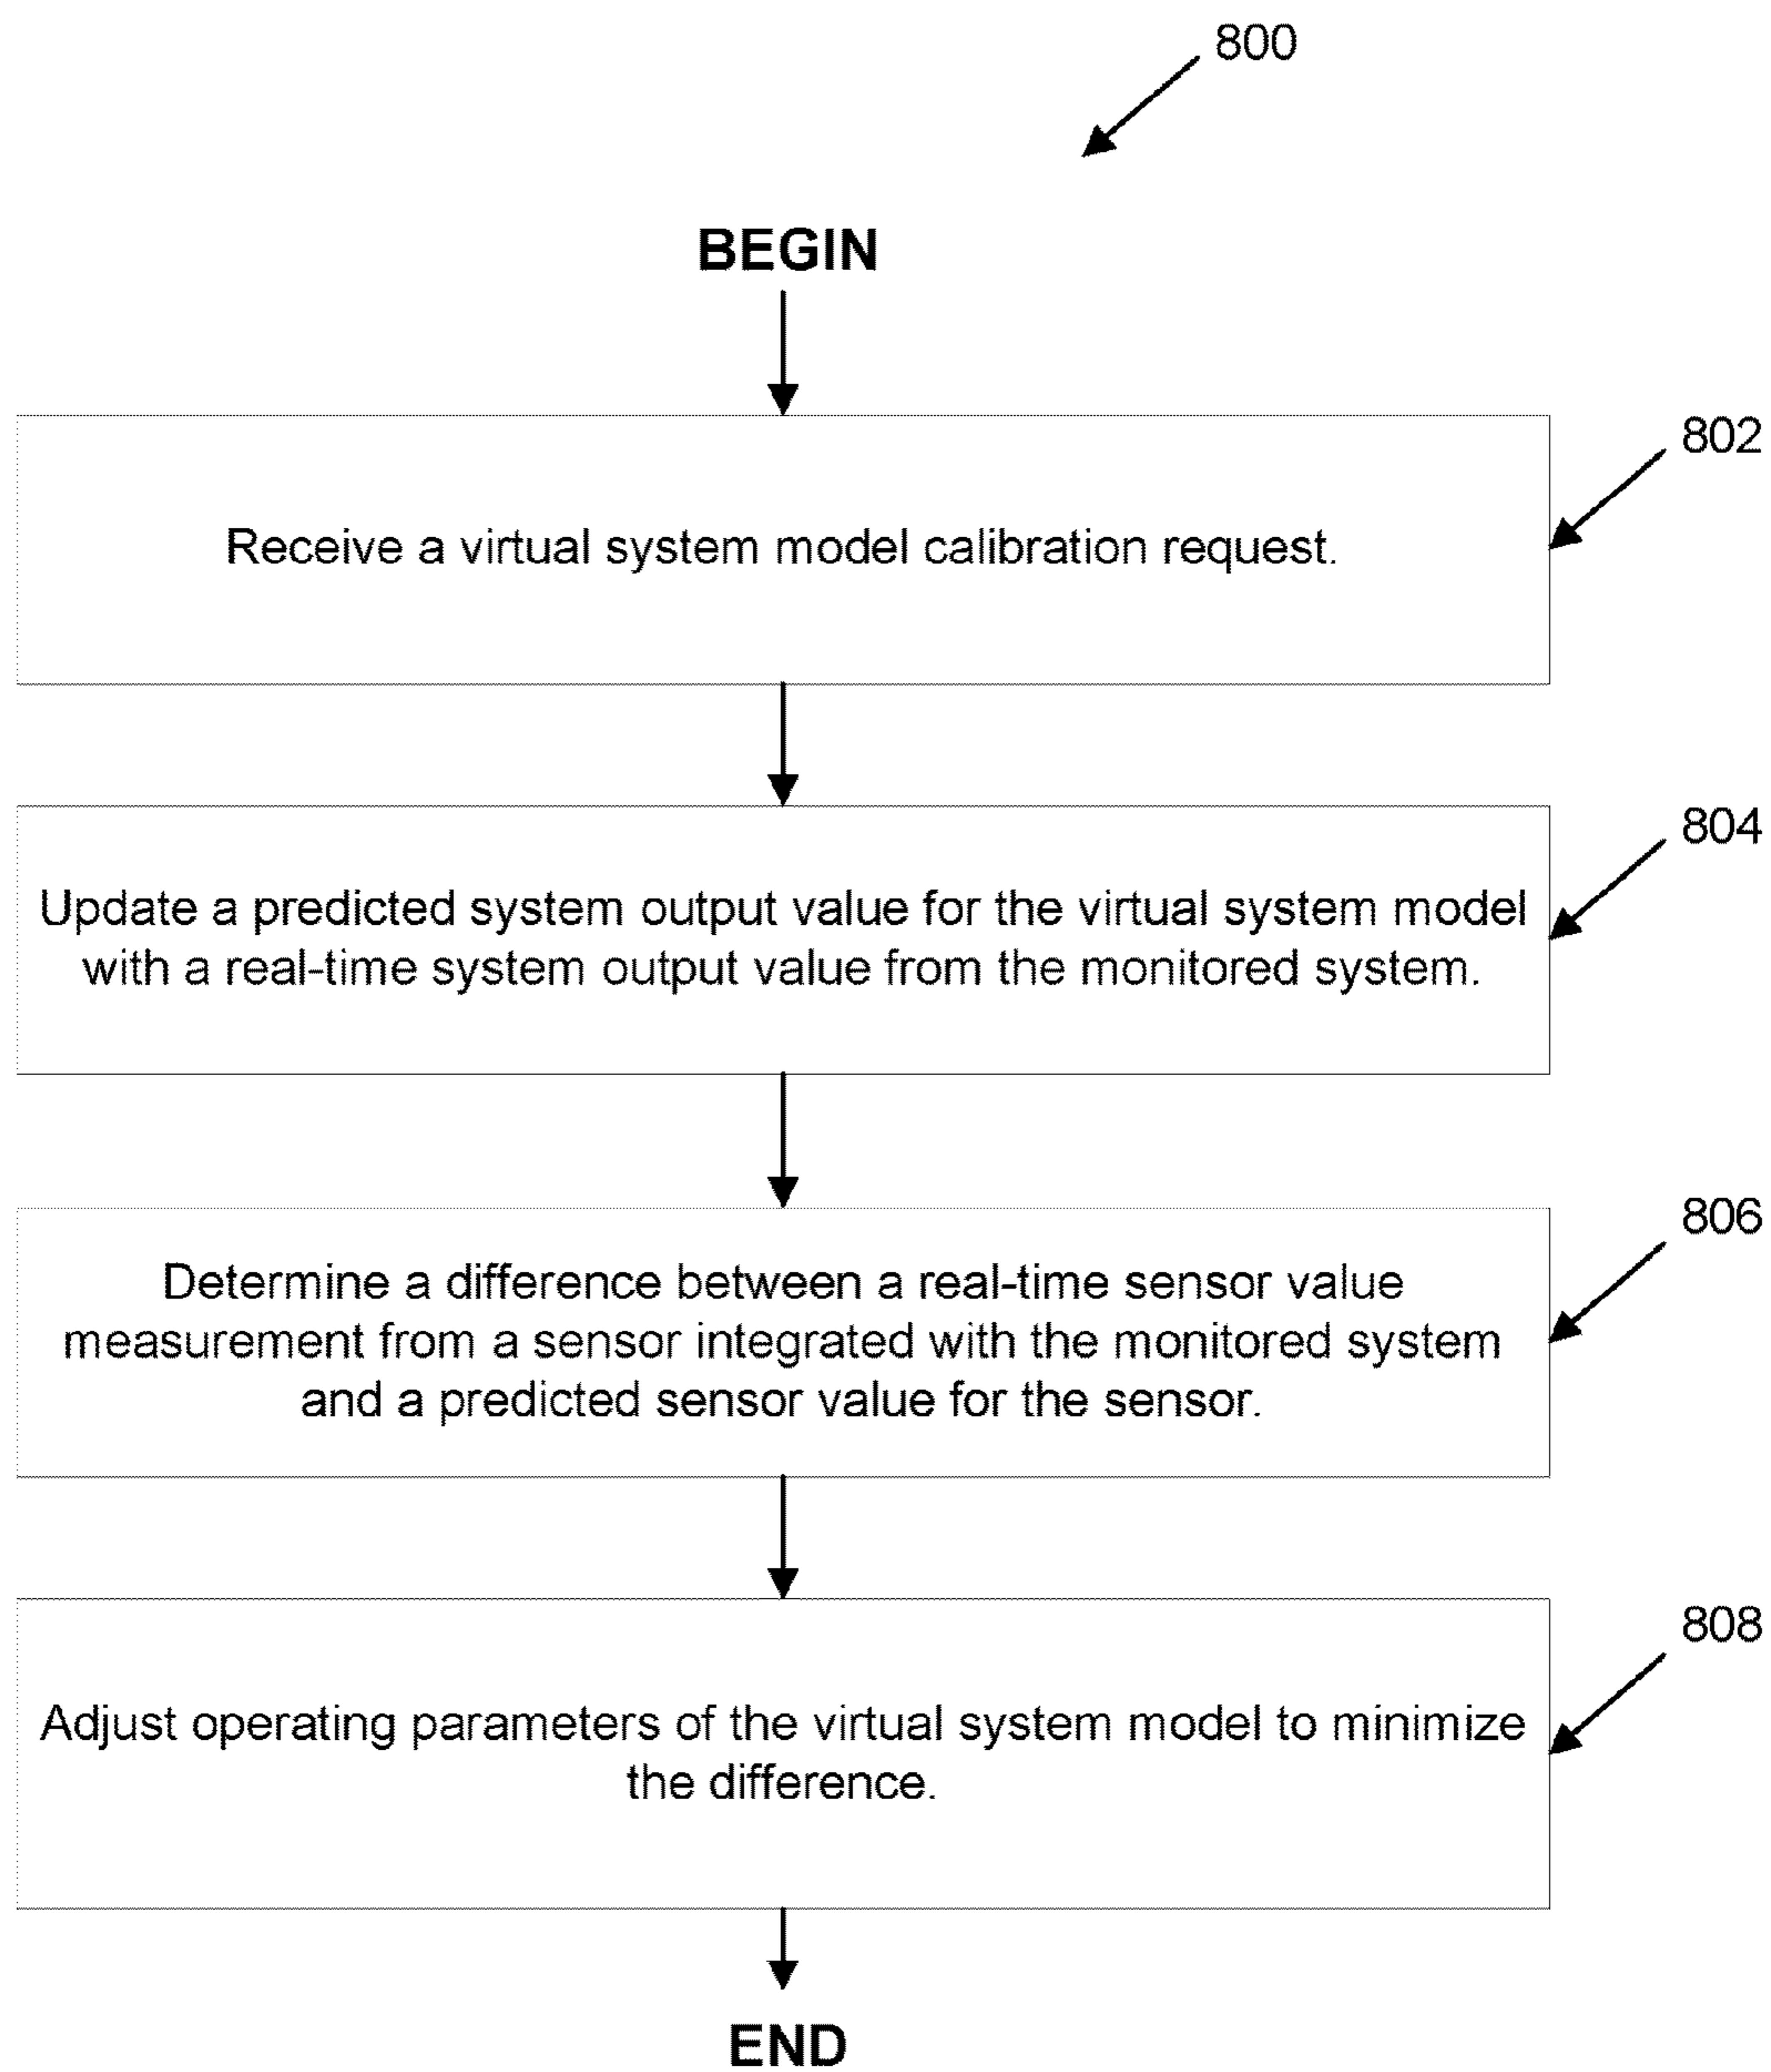 800
BEGIN
802
Receive a virtual system model calibration request.
804
Update a predicted system output value for the virtual system model
with a real-time system output value from the monitored system.
806
Determine a difference between a real-time sensor value
measurement from a sensor integrated with the monitored system
and a predicted sensor value for the sensor.
808
Adjust operating parameters of the virtual system model to minimize
the difference.
END